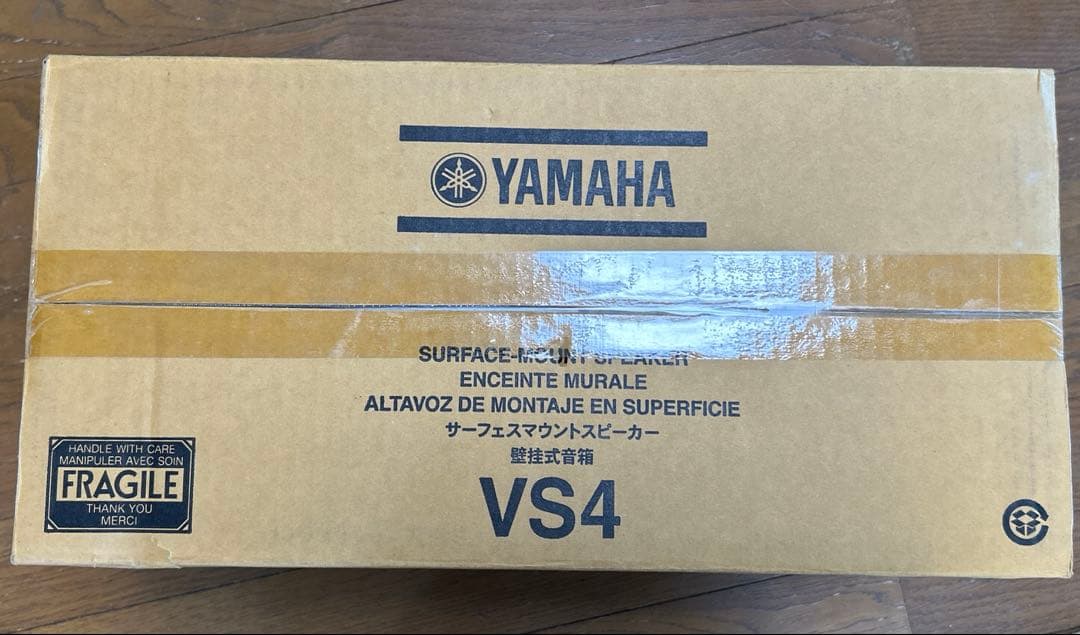 YAMAHA
SURFACE-MOUNT SPEAKER
ENCEINTE MURALE
ALTAVOZ DE MONTAJE EN SUPERFICIE
サーフェスマウントスピーカー
壁挂式音箱
VS4
HANDLE WITH CARE
MANIPULER AVEC SOIN
FRAGILE
THANK YOU
MERCI